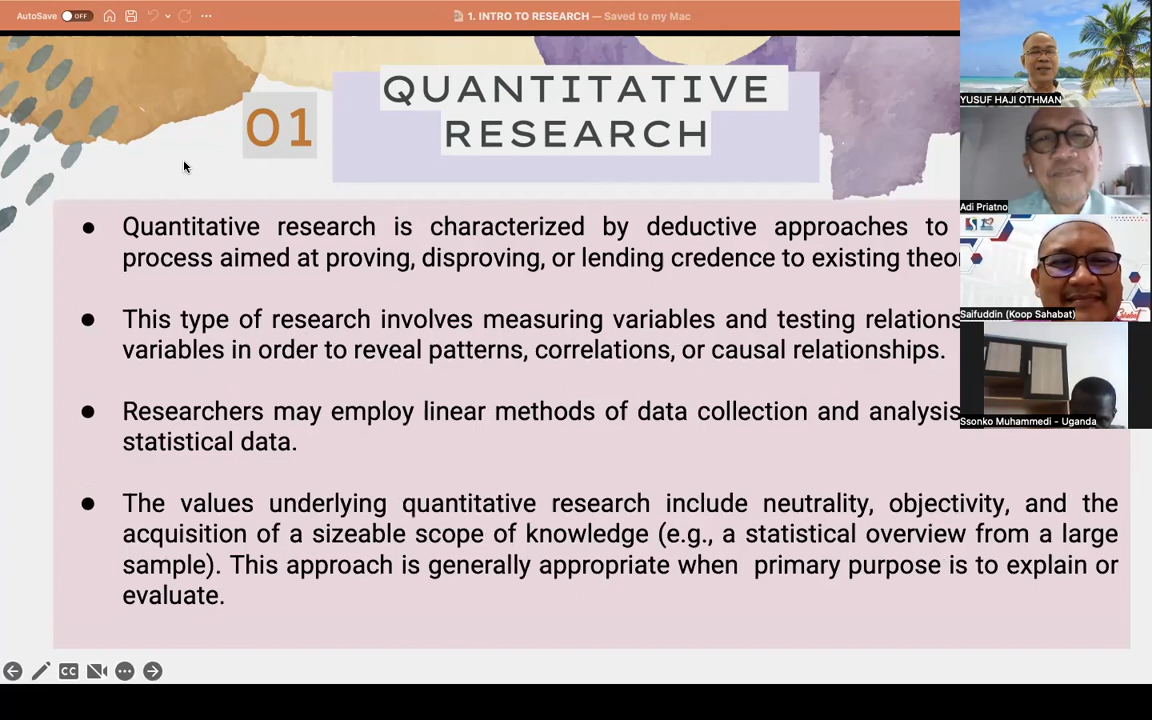 AutoSave OFF
1. INTRO TO RESEARCH — Saved to my Mac
01
QUANTITATIVE
RESEARCH
YUSUF HAJI OTHMAN
Adi Priatno
Saifuddin (Koop Sahabat)
Ssonko Muhammedi - Uganda
● Quantitative research is characterized by deductive approaches to
process aimed at proving, disproving, or lending credence to existing
● This type of research involves measuring variables and testing
variables in order to reveal patterns, correlations, or causal relationships.
● Researchers may employ linear methods of data collection and analysis
statistical data.
● The values underlying quantitative research include neutrality, objectivity, and the
acquisition of a sizeable scope of knowledge (e.g., a statistical overview from a large
sample). This approach is generally appropriate when primary purpose is to explain or
evaluate.
CC